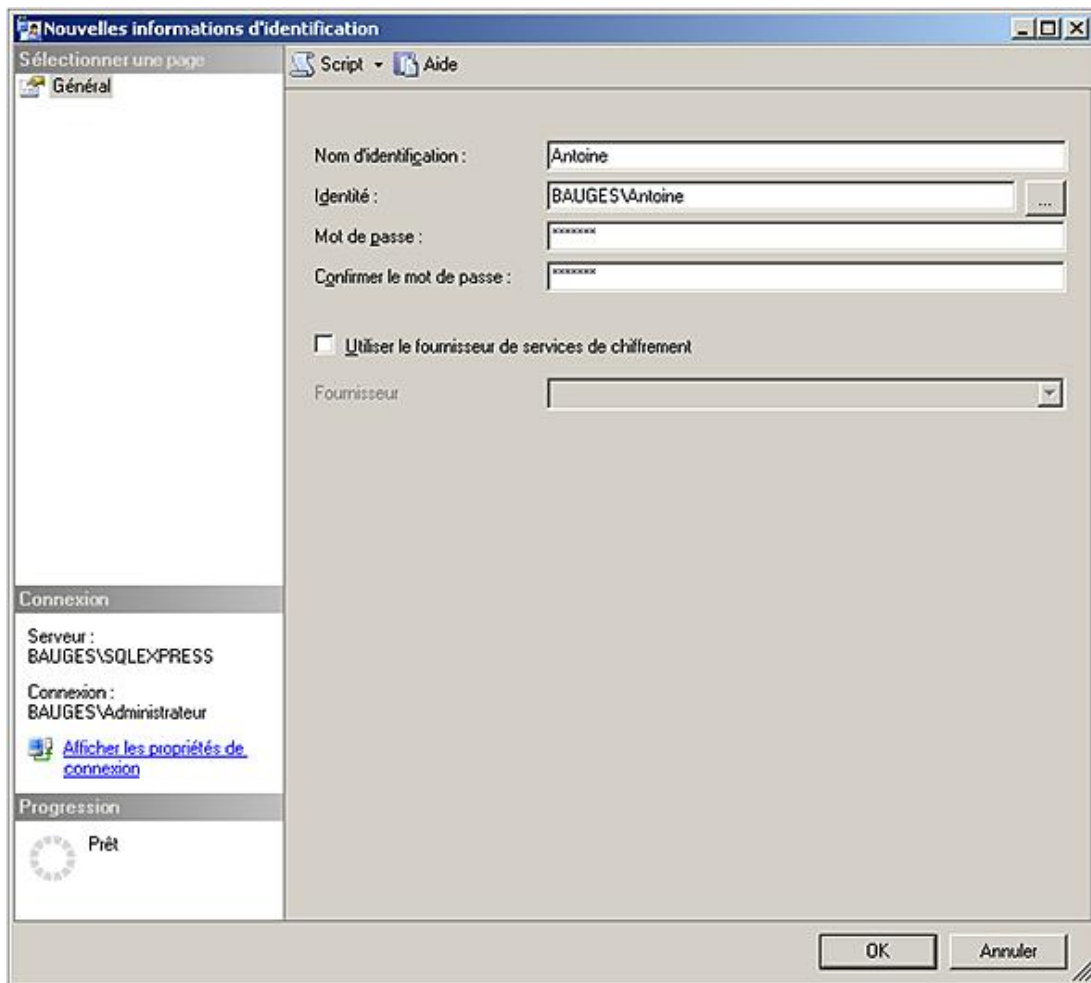 Nouvelles informations d'identification
Sélectionner une page
Général
Script Aide
Nom d'identification : Antoine
Identité : BAUGES\Antoine ...
Mot de passe : *******
Confirmer le mot de passe : *******
Utiliser le fournisseur de services de chiffrement
Fournisseur
Connexion
Serveur :
BAUGES\SQLEXPRESS
Connexion :
BAUGES\Administrateur
Afficher les propriétés de
connexion
Progression
Prêt
OK Annuler